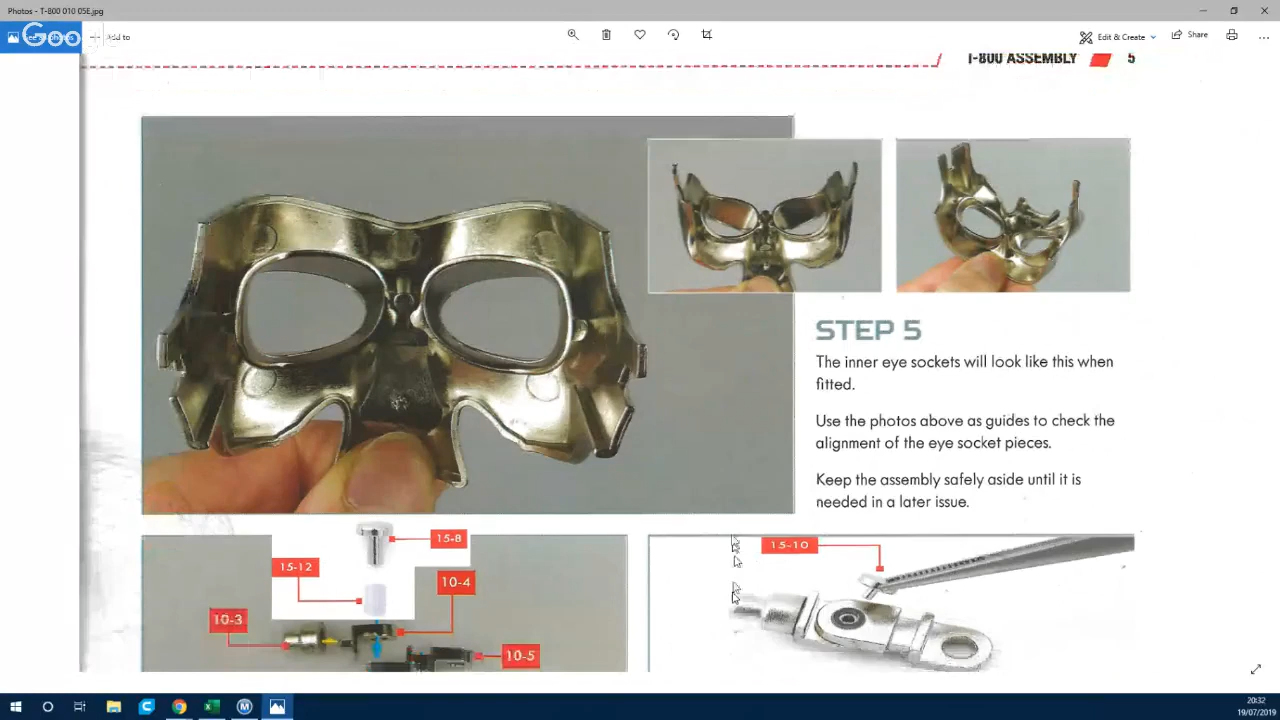 Photos - T-800 010 05E.jpg
Goo
Add to
Edit & Create
Share
T-800 ASSEMBLY 5
STEP 5
The inner eye sockets will look like this when
fitted.
Use the photos above as guides to check the
alignment of the eye socket pieces.
Keep the assembly safely aside until it is
needed in a later issue.
15-8
15-12
10-4
10-3
10-5
15-10
20:32
19/07/2019